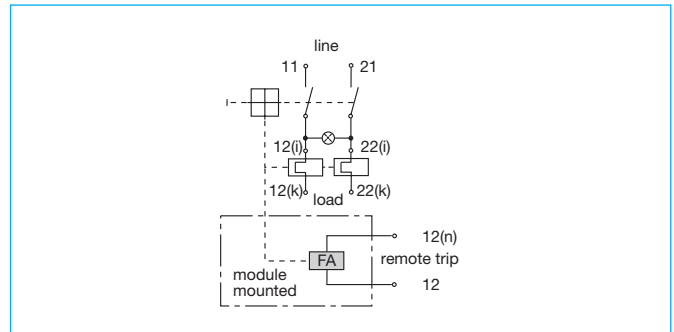 line
11 21
12(i) 22(i)
12(k) 22(k)
load
12(n)
FA remote trip
module
mounted 12